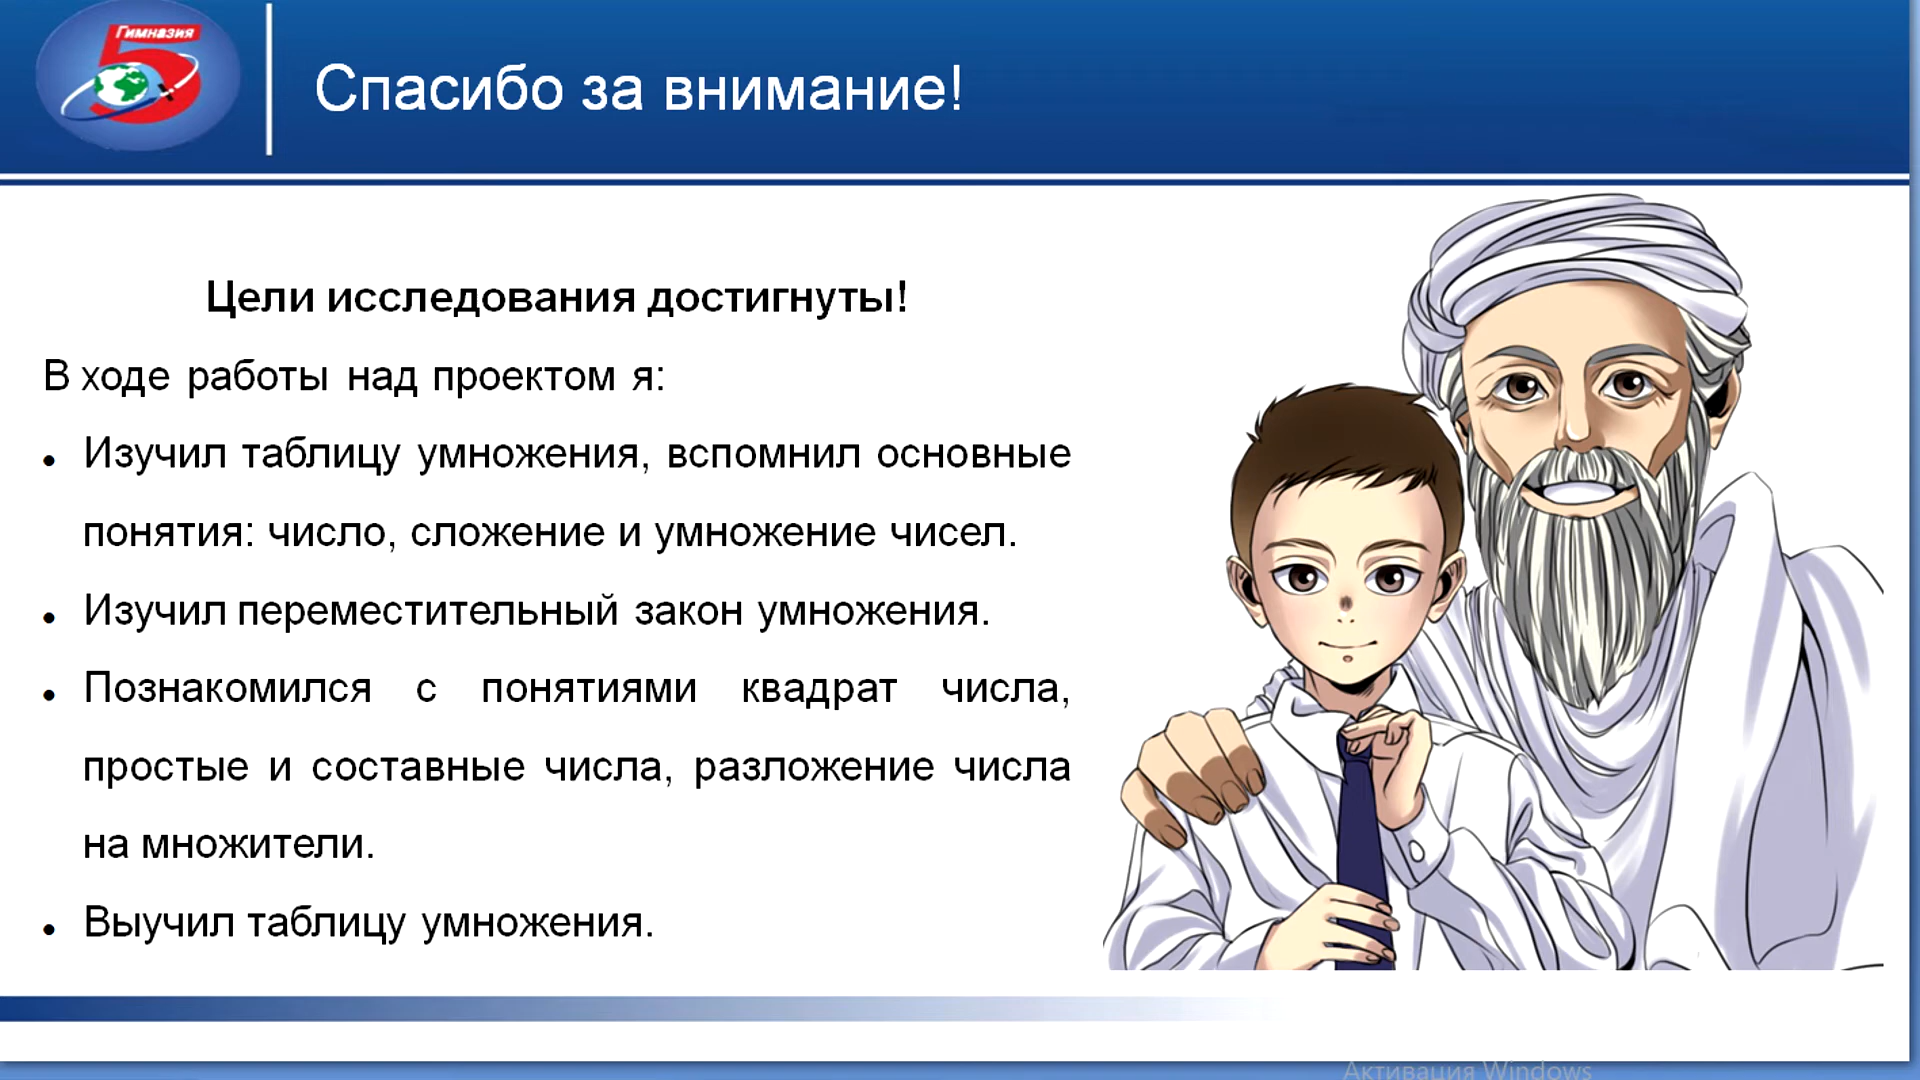 Гимназия
5
Спасибо за внимание!
Цели исследования достигнуты!
В ходе работы над проектом я:
• Изучил таблицу умножения, вспомнил основные
понятия: число, сложение и умножение чисел.
• Изучил переместительный закон умножения.
• Познакомился с понятиями квадрат числа,
простые и составные числа, разложение числа
на множители.
• Выучил таблицу умножения.
Активация Windows